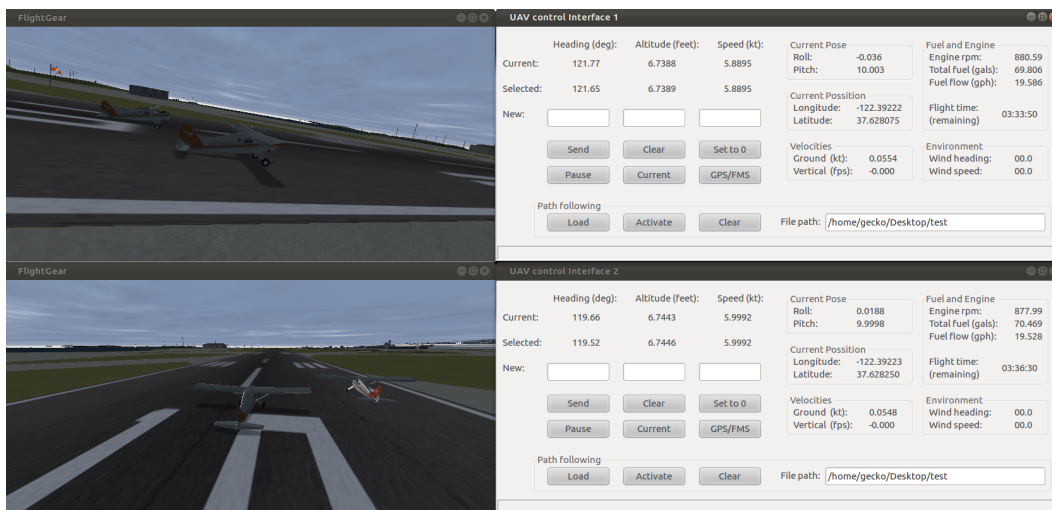 FlightGear
UAV control Interface 1
Heading (deg): Altitude (feet): Speed (kt):
Current: 121.77 6.7388 5.8895
Selected: 121.65 6.7389 5.8895
New:
Send Clear Set to 0
Pause Current GPS/FMS
Current Pose
Roll: -0.036
Pitch: 10.003
Current Possition
Longitude: -122.39222
Latitude: 37.628075
Velocities
Ground (kt): 0.0554
Vertical (fps): -0.000
Fuel and Engine
Engine rpm: 880.59
Total fuel (gals): 69.806
Fuel flow (gph): 19.586
Flight time:
(remaining) 03:33:50
Environment
Wind heading: 00.0
Wind speed: 00.0
Path following
Load Activate Clear File path: /home/gecko/Desktop/test
FlightGear
UAV control Interface 2
Heading (deg): Altitude (feet): Speed (kt):
Current: 119.66 6.7443 5.9992
Selected: 119.52 6.7446 5.9992
New:
Send Clear Set to 0
Pause Current GPS/FMS
Current Pose
Roll: 0.0188
Pitch: 9.9998
Current Possition
Longitude: -122.39223
Latitude: 37.628250
Velocities
Ground (kt): 0.0548
Vertical (fps): -0.000
Fuel and Engine
Engine rpm: 877.99
Total fuel (gals): 70.469
Fuel flow (gph): 19.528
Flight time:
(remaining) 03:36:30
Environment
Wind heading: 00.0
Wind speed: 00.0
Path following
Load Activate Clear File path: /home/gecko/Desktop/test